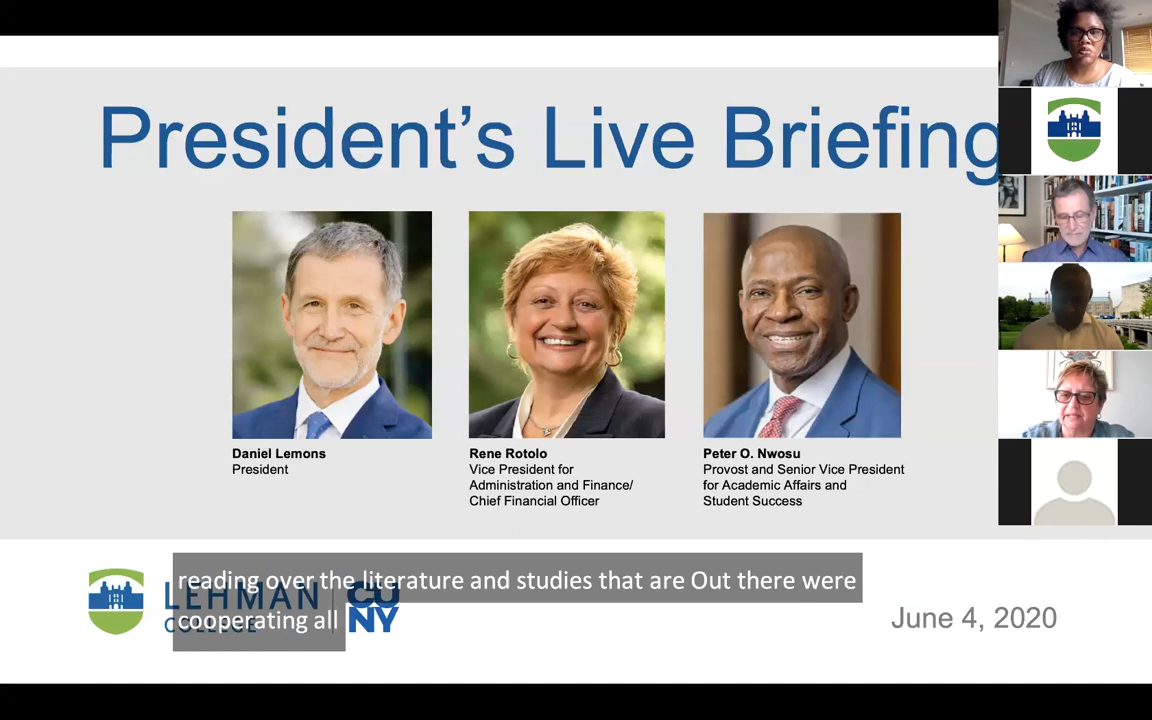 President's Live Briefing
Daniel Lemons
President
Rene Rotolo
Vice President for
Administration and Finance/
Chief Financial Officer
Peter O. Nwosu
Provost and Senior Vice President
for Academic Affairs and
Student Success
reading over the literature and studies that are Out there were
cooperating all
LEHMAN
COLLEGE
CU
NY
June 4, 2020